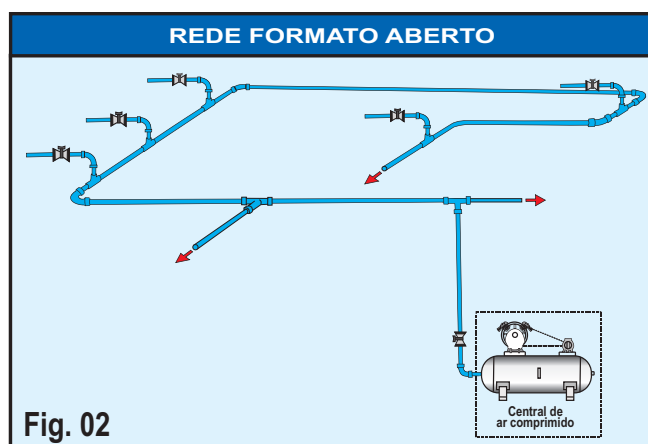 REDE FORMATO ABERTO
Central de
ar comprimido
Fig. 02